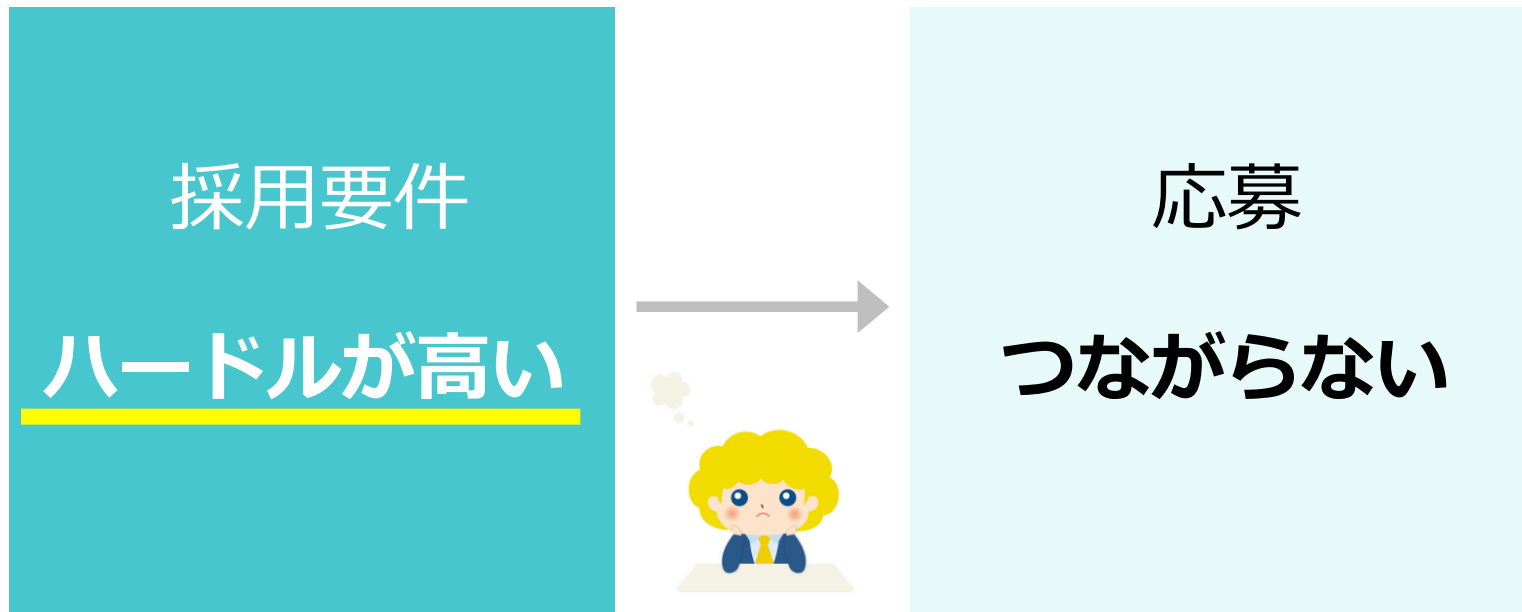 採用要件
ハードルが高い
応募
つながらない